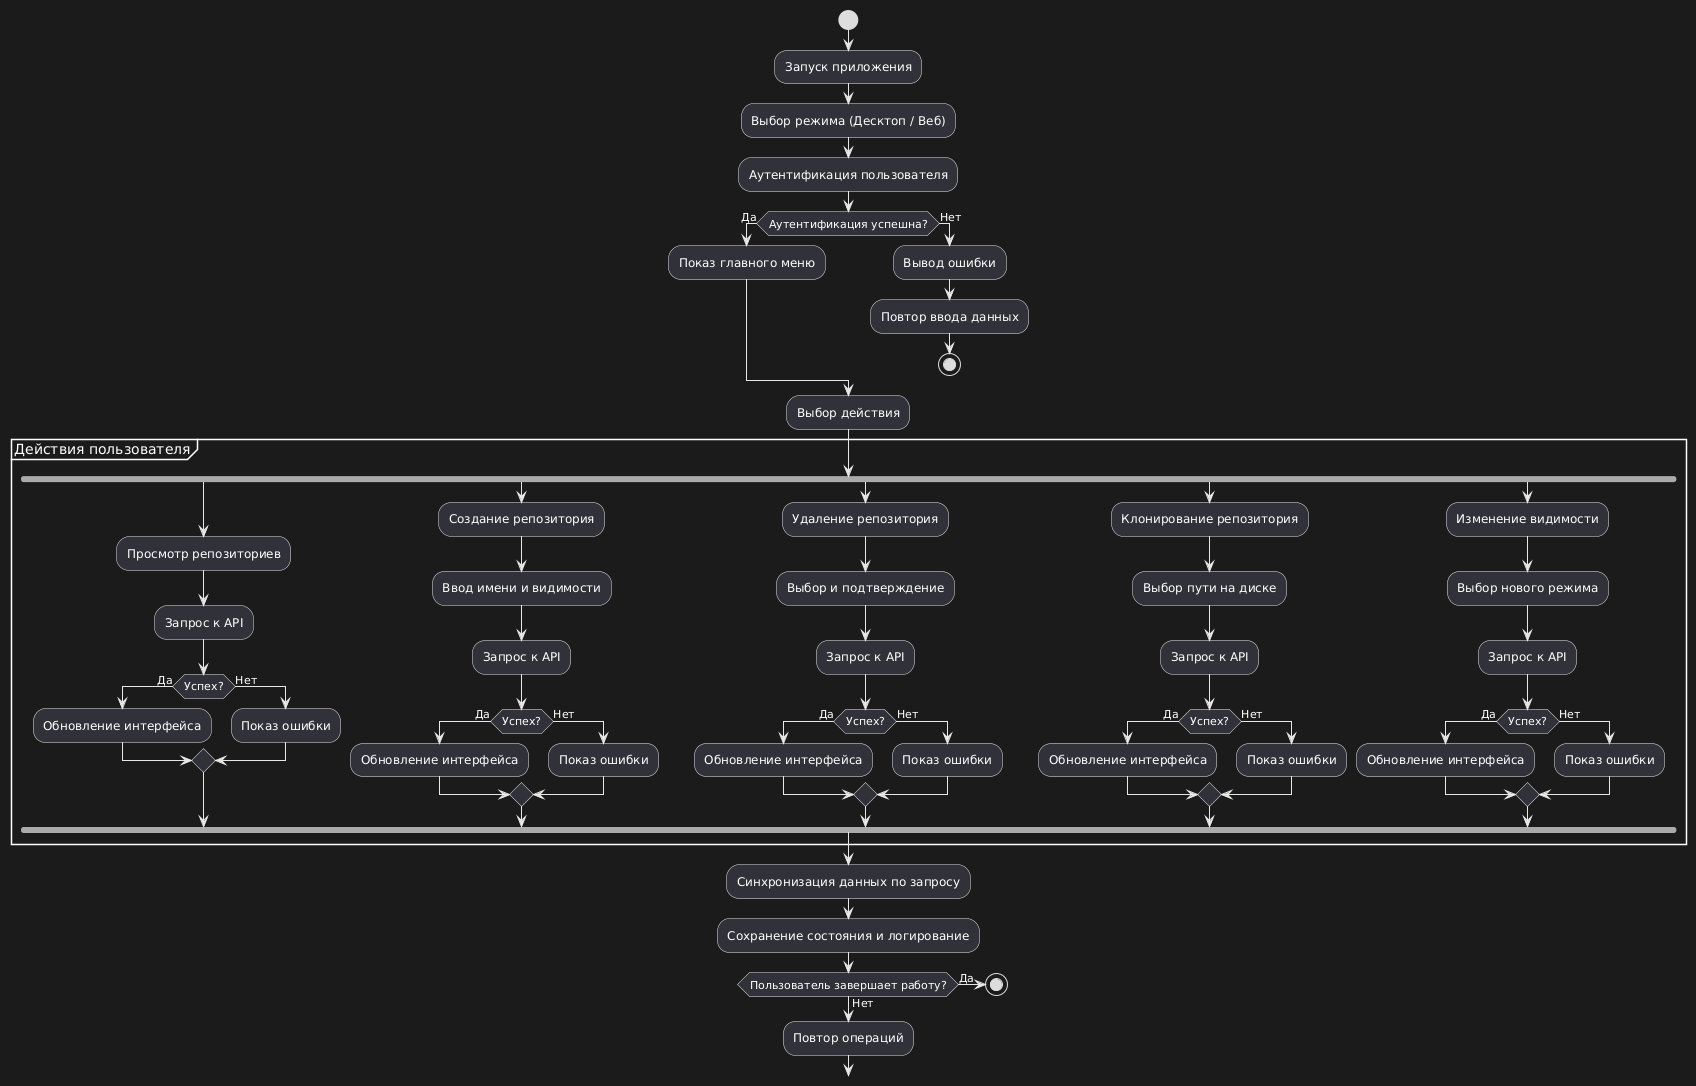 Запуск приложения
Выбор режима (Десктоп / Веб)
Аутентификация пользователя
Да
Аутентификация успешна?
Нет
Показ главного меню
Вывод ошибки
Повтор ввода данных
Выбор действия
Действия пользователя
Просмотр репозиториев
Запрос к API
Да
Успех?
Нет
Обновление интерфейса
Показ ошибки
Создание репозитория
Ввод имени и видимости
Запрос к API
Да
Успех?
Нет
Обновление интерфейса
Показ ошибки
Удаление репозитория
Выбор и подтверждение
Запрос к API
Да
Успех?
Нет
Обновление интерфейса
Показ ошибки
Клонирование репозитория
Выбор пути на диске
Запрос к API
Да
Успех?
Нет
Обновление интерфейса
Показ ошибки
Изменение видимости
Выбор нового режима
Запрос к API
Да
Успех?
Нет
Обновление интерфейса
Показ ошибки
Синхронизация данных по запросу
Сохранение состояния и логирование
Пользователь завершает работу?
Да
Нет
Повтор операций